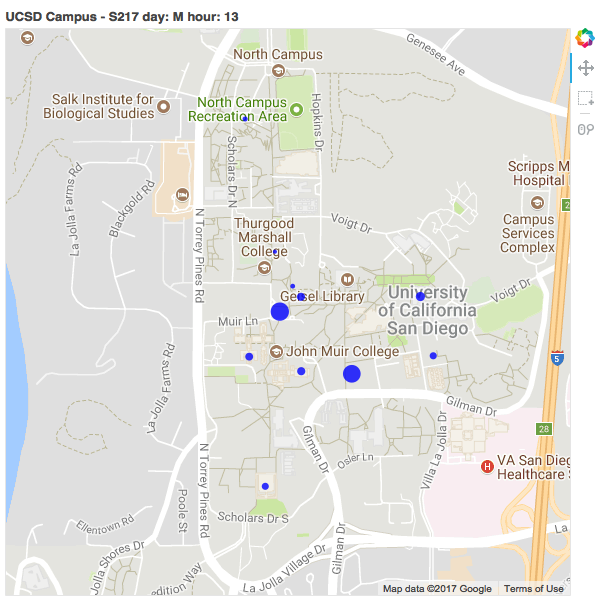 UCSD Campus - S217 day: M hour: 13
Genesee Ave
North Campus
Salk Institute for
Biological Studies
North Campus
Recreation Area
Hopkins Dr
Scholars Dr N
Scripps M
Hospital
La Jolla Farms Rd
Blackgold Rd
N Torrey Pines Rd
Thurgood
Marshall
College
Voigt Dr
Campus
Services
Complex
Geisel Library
University
of California
San Diego
Voigt Dr
Muir Ln
John Muir College
5
La Jolla Farms Rd
Gilman Dr
28
Gilman Dr
Osler Ln
Villa La Jolla Dr
H
VA San Dieg
Healthcare
N Torrey Pines Rd
Poole St
Scholars Dr S
Ellentown Rd
Gilman Dr
La
La Jolla Shores Dr
La Jolla Village Dr
edition Way
Map data ©2017 Google
Terms of Use